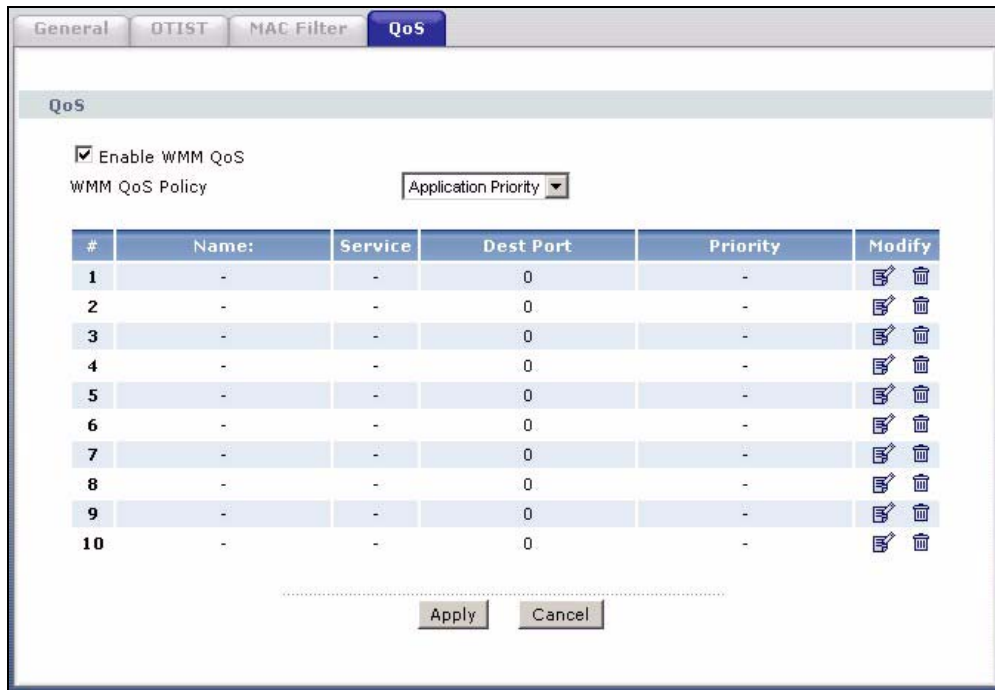 General OTIST MAC Filter QoS
QoS
Enable WMM QoS
WMM QoS Policy Application Priority
# Name: Service Dest Port Priority Modify
1 - - 0 -
2 - - 0 -
3 - - 0 -
4 - - 0 -
5 - - 0 -
6 - - 0 -
7 - - 0 -
8 - - 0 -
9 - - 0 -
10 - - 0 -
Apply Cancel